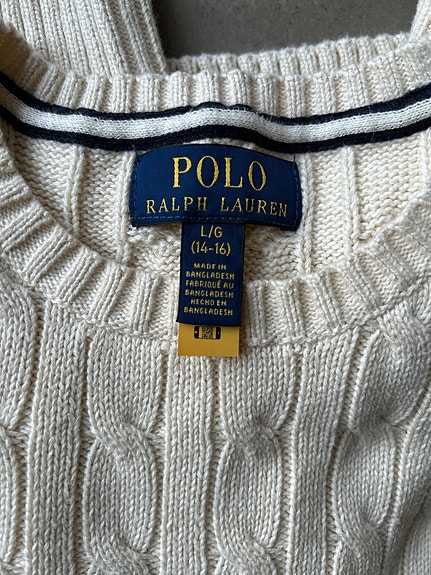 POLO
RALPH LAUREN
L/G
(14-16)
MADE IN
BANGLADESH
FABRIQUÉ AU
BANGLADESH
HECHO EN
BANGLADESH